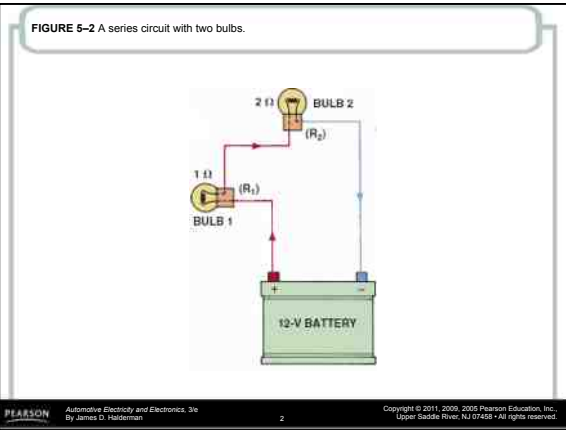 FIGURE 5–2 A series circuit with two bulbs.
2 Ω
BULB 2
(R₂)
1 Ω
(R₁)
BULB 1
+ −
12-V BATTERY
PEARSON
Automotive Electricity and Electronics, 3/e
By James D. Halderman
2
Copyright © 2011, 2009, 2005 Pearson Education, Inc.,
Upper Saddle River, NJ 07458 • All rights reserved.